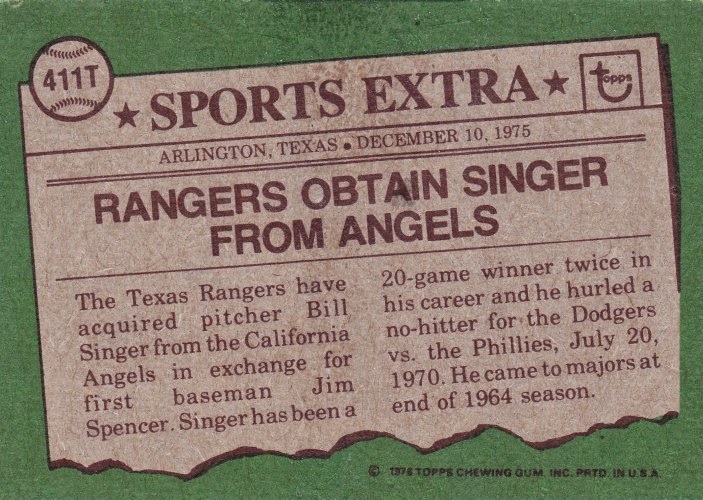 411T
★ SPORTS EXTRA ★
topps
ARLINGTON, TEXAS • DECEMBER 10, 1975
RANGERS OBTAIN SINGER
FROM ANGELS
The Texas Rangers have
acquired pitcher Bill
Singer from the California
Angels in exchange for
first baseman Jim
Spencer. Singer has been a
20-game winner twice in
his career and he hurled a
no-hitter for the Dodgers
vs. the Phillies, July 20,
1970. He came to majors at
end of 1964 season.
© 1976 TOPPS CHEWING GUM, INC. PRTD. IN U.S.A.